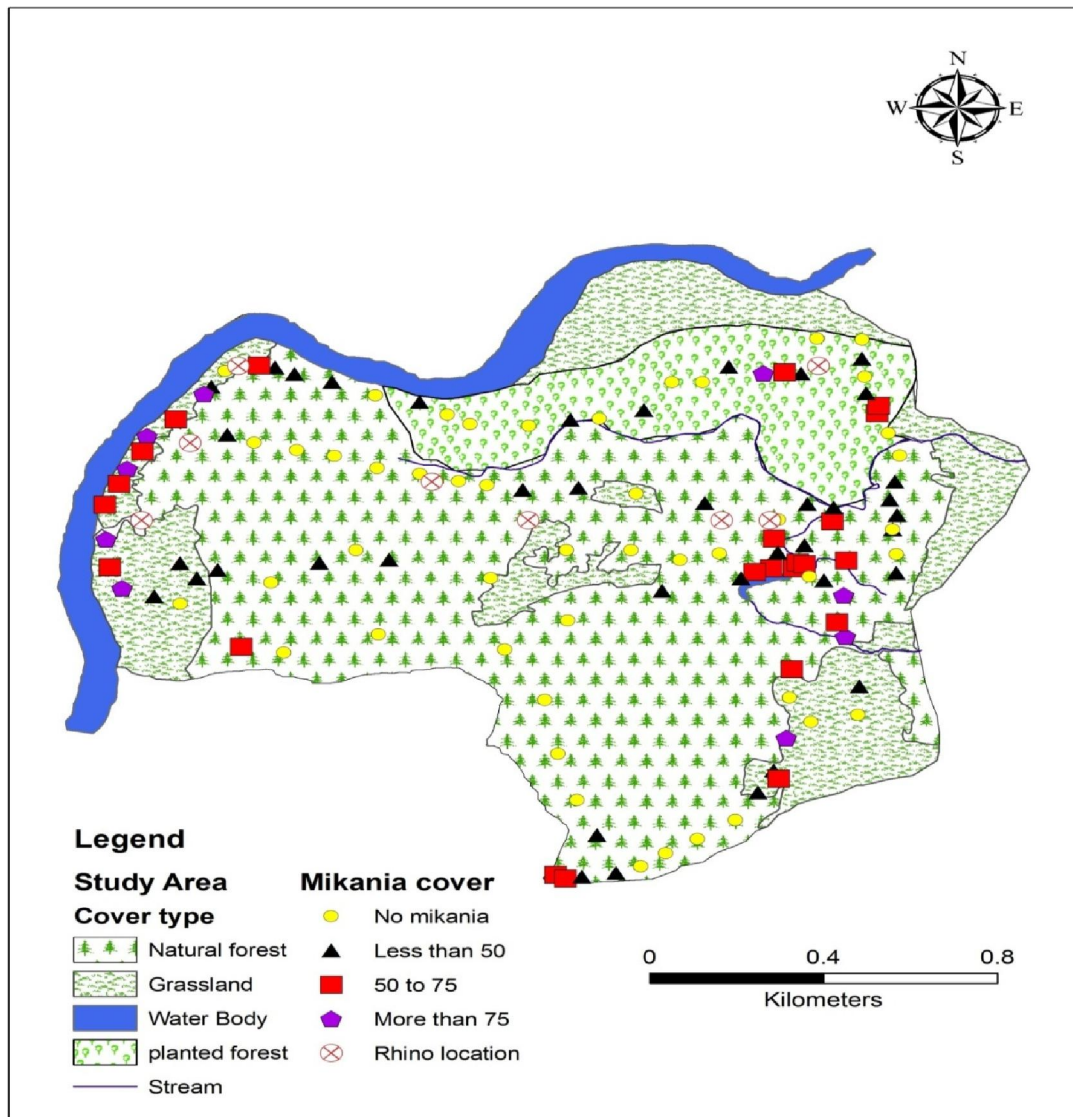 N
W E
S
Legend
Study Area
Cover type
Natural forest
Grassland
Water Body
planted forest
Stream
Mikania cover
No mikania
Less than 50
50 to 75
More than 75
Rhino location
0 0.4 0.8
Kilometers